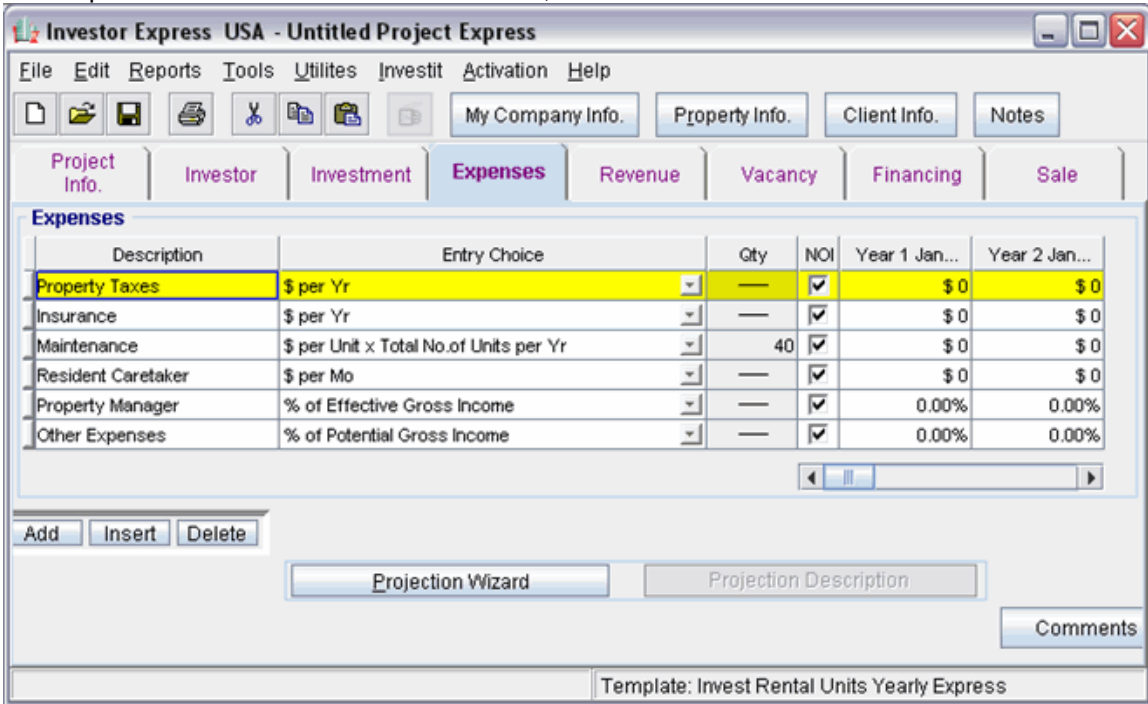 Investor Express USA - Untitled Project Express
File Edit Reports Tools Utilites Investit Activation Help
My Company Info. Property Info. Client Info. Notes
Project Info. Investor Investment Expenses Revenue Vacancy Financing Sale
Expenses
Description Entry Choice Qty NOI Year 1 Jan... Year 2 Jan...
Property Taxes $ per Yr — $ 0 $ 0
Insurance $ per Yr — $ 0 $ 0
Maintenance $ per Unit x Total No.of Units per Yr 40 $ 0 $ 0
Resident Caretaker $ per Mo — $ 0 $ 0
Property Manager % of Effective Gross Income — 0.00% 0.00%
Other Expenses % of Potential Gross Income — 0.00% 0.00%
Add Insert Delete
Projection Wizard Projection Description
Comments
Template: Invest Rental Units Yearly Express